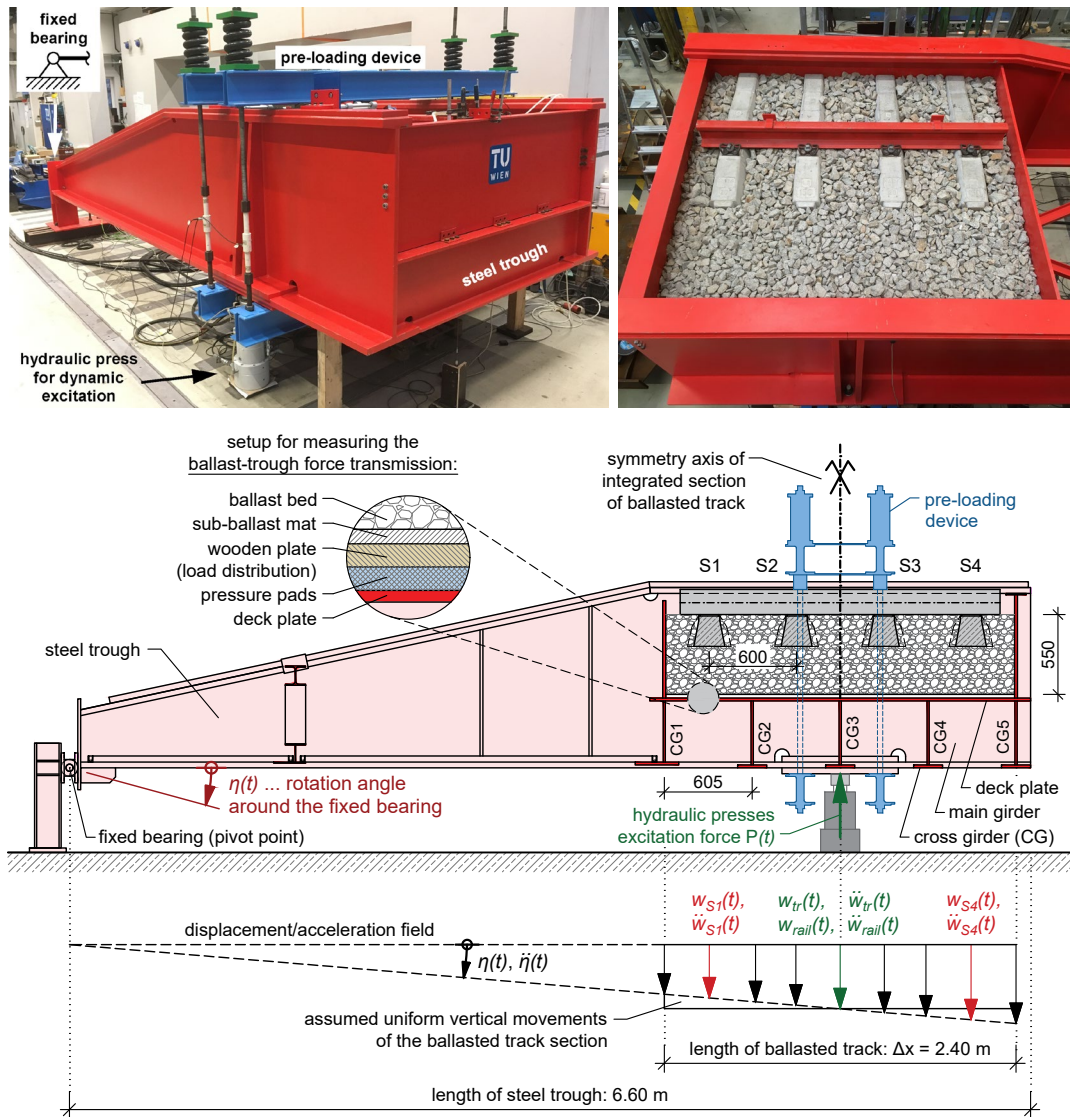 fixed
bearing
pre-loading device
TU
WIEN
steel trough
hydraulic press
for dynamic
excitation
setup for measuring the
ballast-trough force transmission:
ballast bed
sub-ballast mat
wooden plate
(load distribution)
pressure pads
deck plate
symmetry axis of
integrated section
of ballasted track
pre-loading
device
S1 S2 S3 S4
steel trough
600
550
CG1 CG2 CG3 CG4 CG5
605
η(t) ... rotation angle
around the fixed bearing
fixed bearing (pivot point)
hydraulic presses
excitation force P(t)
deck plate
main girder
cross girder (CG)
displacement/acceleration field
η(t), η̈(t)
w_S1(t),
ẅ_S1(t)
w_tr(t), ẅ_tr(t)
w_rail(t), ẅ_rail(t)
w_S4(t),
ẅ_S4(t)
assumed uniform vertical movements
of the ballasted track section
length of ballasted track: Δx = 2.40 m
length of steel trough: 6.60 m